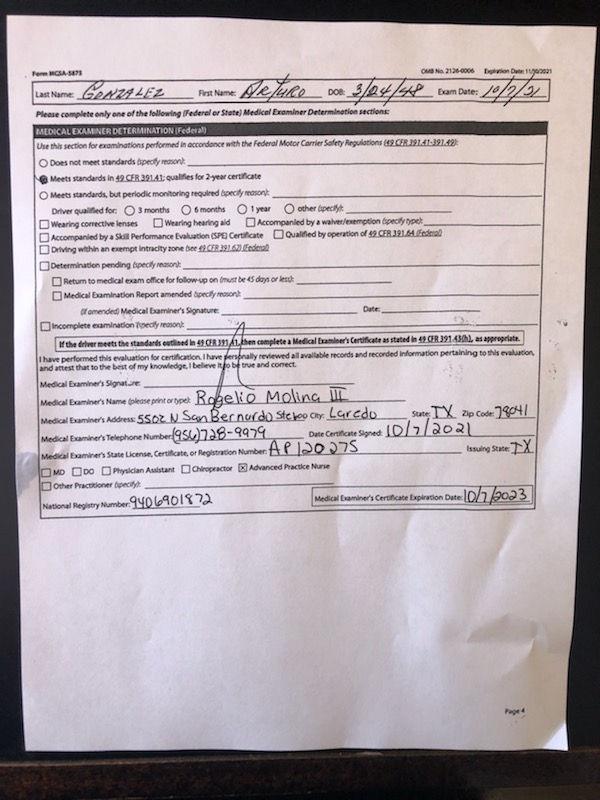 Form MCSA-5875 OMB No. 2126-0006 Expiration Date: 11/30/2021
Last Name: GONZALEZ First Name: ARTURO DOB: 3/04/48 Exam Date: 10/7/21
Please complete only one of the following (Federal or State) Medical Examiner Determination sections:
MEDICAL EXAMINER DETERMINATION (Federal)
Use this section for examinations performed in accordance with the Federal Motor Carrier Safety Regulations (49 CFR 391.41-391.49):
Does not meet standards (specify reason):
Meets standards in 49 CFR 391.41; qualifies for 2-year certificate
Meets standards, but periodic monitoring required (specify reason):
Driver qualified for: 3 months 6 months 1 year other (specify):
Wearing corrective lenses Wearing hearing aid Accompanied by a waiver/exemption (specify type):
Accompanied by a Skill Performance Evaluation (SPE) Certificate Qualified by operation of 49 CFR 391.64 (Federal)
Driving within an exempt intracity zone (see 49 CFR 391.62) (Federal)
Determination pending (specify reason):
Return to medical exam office for follow-up on (must be 45 days or less):
Medical Examination Report amended (specify reason):
(if amended) Medical Examiner's Signature: Date:
Incomplete examination (specify reason):
If the driver meets the standards outlined in 49 CFR 391.41, then complete a Medical Examiner's Certificate as stated in 49 CFR 391.43(h), as appropriate.
I have performed this evaluation for certification. I have personally reviewed all available records and recorded information pertaining to this evaluation,
and attest that to the best of my knowledge, I believe it to be true and correct.
Medical Examiner's Signature:
Medical Examiner's Name (please print or type): Rogelio Molina III
Medical Examiner's Address: 5502 N San Bernardo City: Laredo State: TX Zip Code: 78041
Medical Examiner's Telephone Number: (956)728-9979 Date Certificate Signed: 10/7/2021
Medical Examiner's State License, Certificate, or Registration Number: AP120275 Issuing State: TX
MD DO Physician Assistant Chiropractor Advanced Practice Nurse
Other Practitioner (specify):
National Registry Number: 9406901872 Medical Examiner's Certificate Expiration Date: 10/7/2023
Page 4